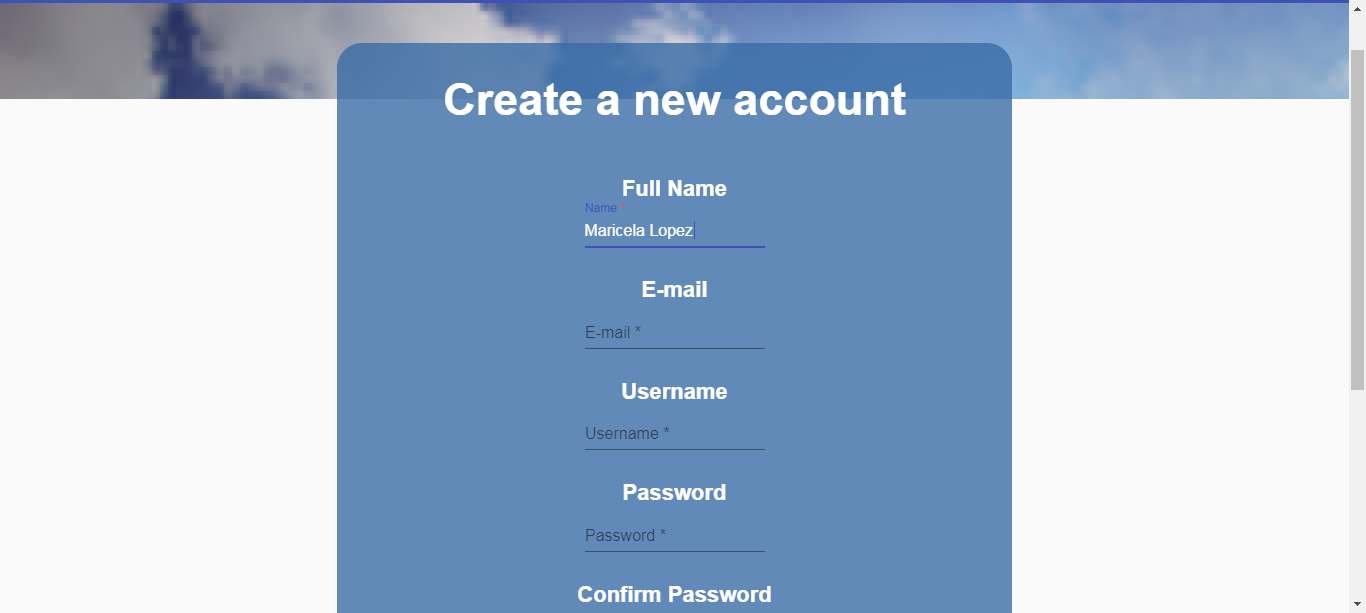 Create a new account
Full Name
Name *
Maricela Lopez
E-mail
E-mail *
Username
Username *
Password
Password *
Confirm Password